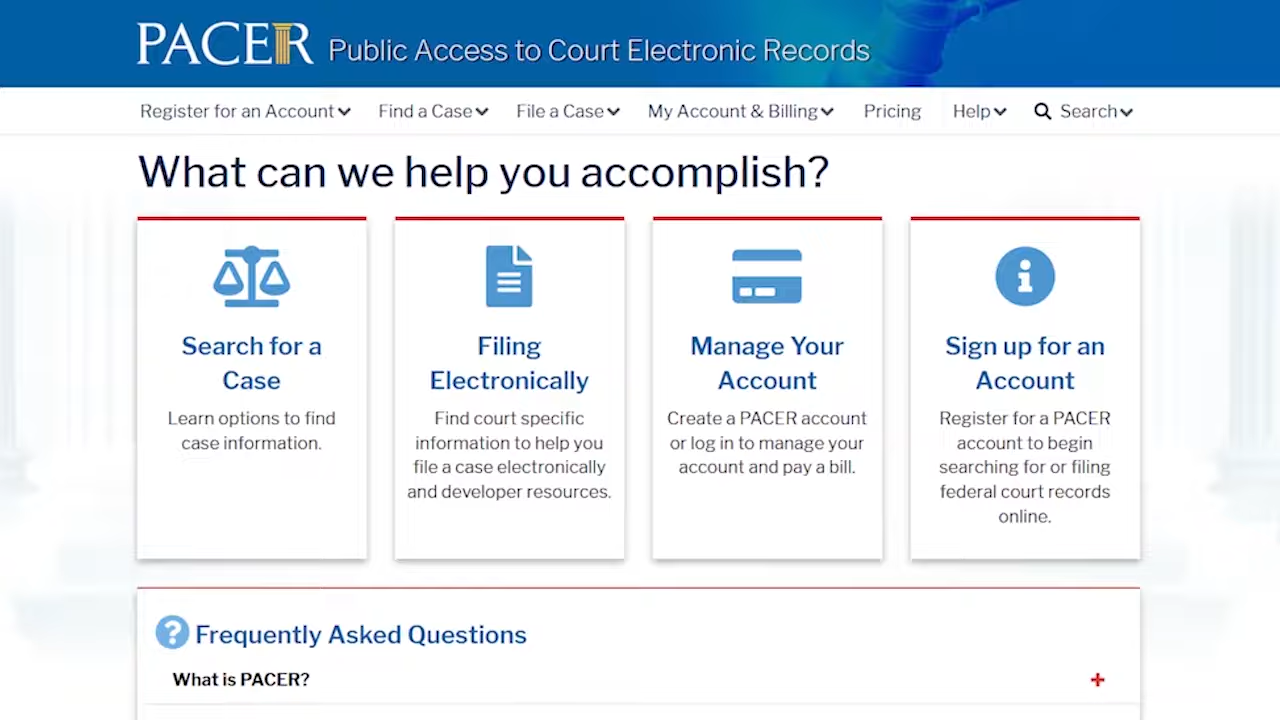 PACER Public Access to Court Electronic Records
Register for an Account Find a Case File a Case My Account & Billing Pricing Help Search
What can we help you accomplish?
Search for a
Case
Learn options to find
case information.
Filing
Electronically
Find court specific
information to help you
file a case electronically
and developer resources.
Manage Your
Account
Create a PACER account
or log in to manage your
account and pay a bill.
Sign up for an
Account
Register for a PACER
account to begin
searching for or filing
federal court records
online.
Frequently Asked Questions
What is PACER?